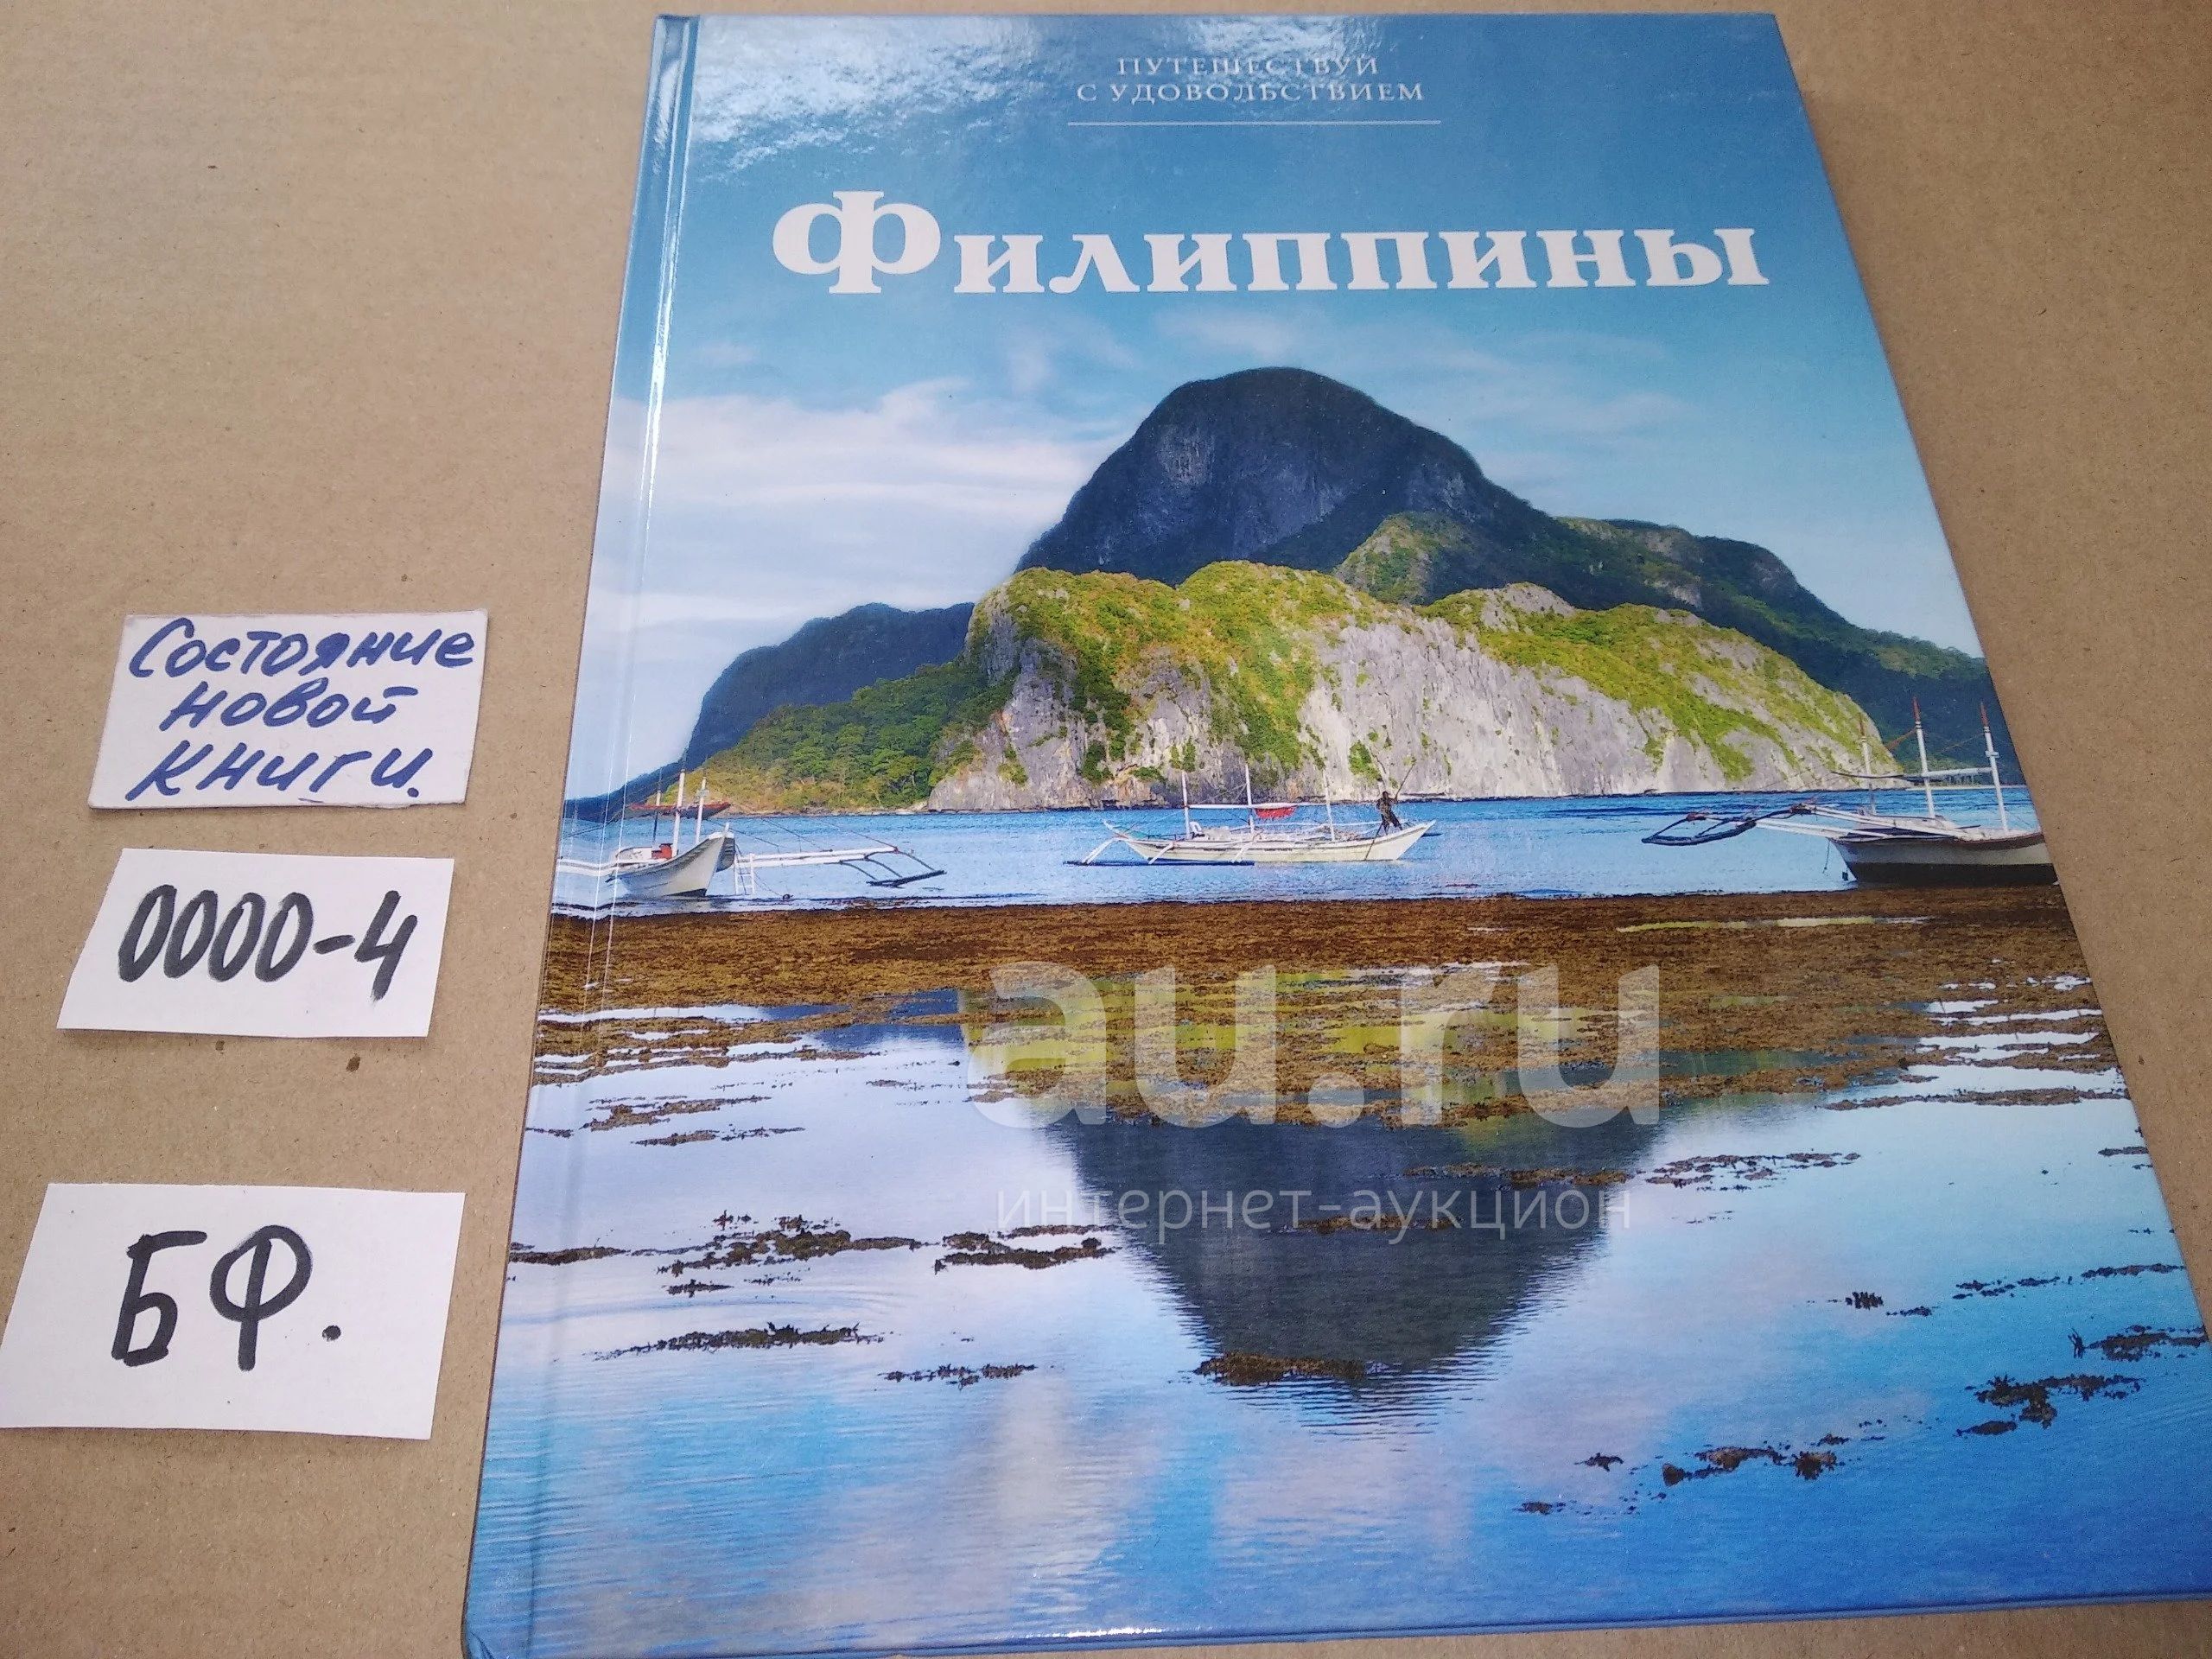 ПУТЕШЕСТВУЙ
С УДОВОЛЬСТВИЕМ
Филиппины
Состояние
новой
книги.
0000-4
БФ.
au.ru
интернет-аукцион